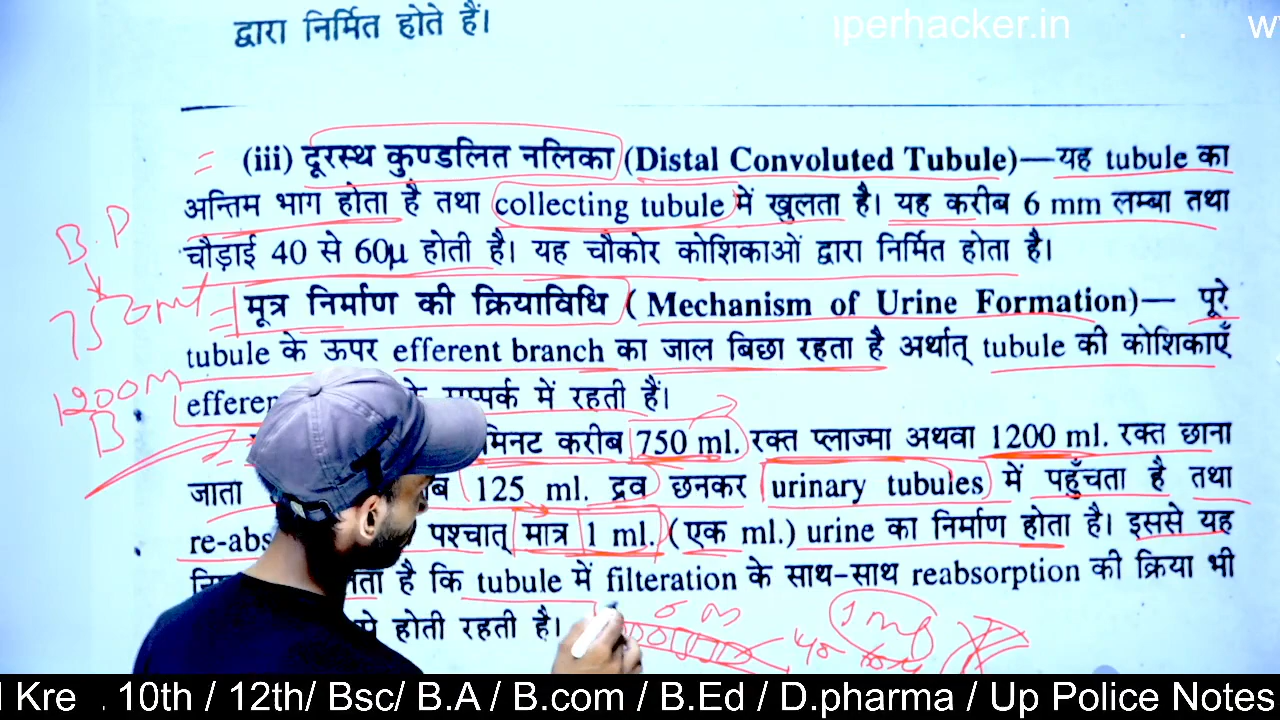 द्वारा निर्मित होते हैं।
perhacker.in . w
(iii) दूरस्थ कुण्डलित नलिका (Distal Convoluted Tubule)—यह tubule का
अन्तिम भाग होता है तथा collecting tubule में खुलता है। यह करीब 6 mm लम्बा तथा
चौड़ाई 40 से 60µ होती है। यह चौकोर कोशिकाओं द्वारा निर्मित होता है।
B.P
मूत्र निर्माण की क्रियाविधि ( Mechanism of Urine Formation)— पूरे
tubule के ऊपर efferent branch का जाल बिछा रहता है अर्थात् tubule की कोशिकाएँ
efferen के सम्पर्क में रहती हैं।
1200m
B
मिनट करीब 750 ml. रक्त प्लाज्मा अथवा 1200 ml. रक्त छाना
जाता 125 ml. द्रव छनकर urinary tubules में पहुँचता है तथा
re-abs पश्चात् मात्र 1 ml. (एक ml.) urine का निर्माण होता है। इससे यह
है कि tubule में filteration के साथ-साथ reabsorption की क्रिया भी
होती रहती है।
Kre . 10th / 12th/ Bsc/ B.A / B.com / B.Ed / D.pharma / Up Police Notes